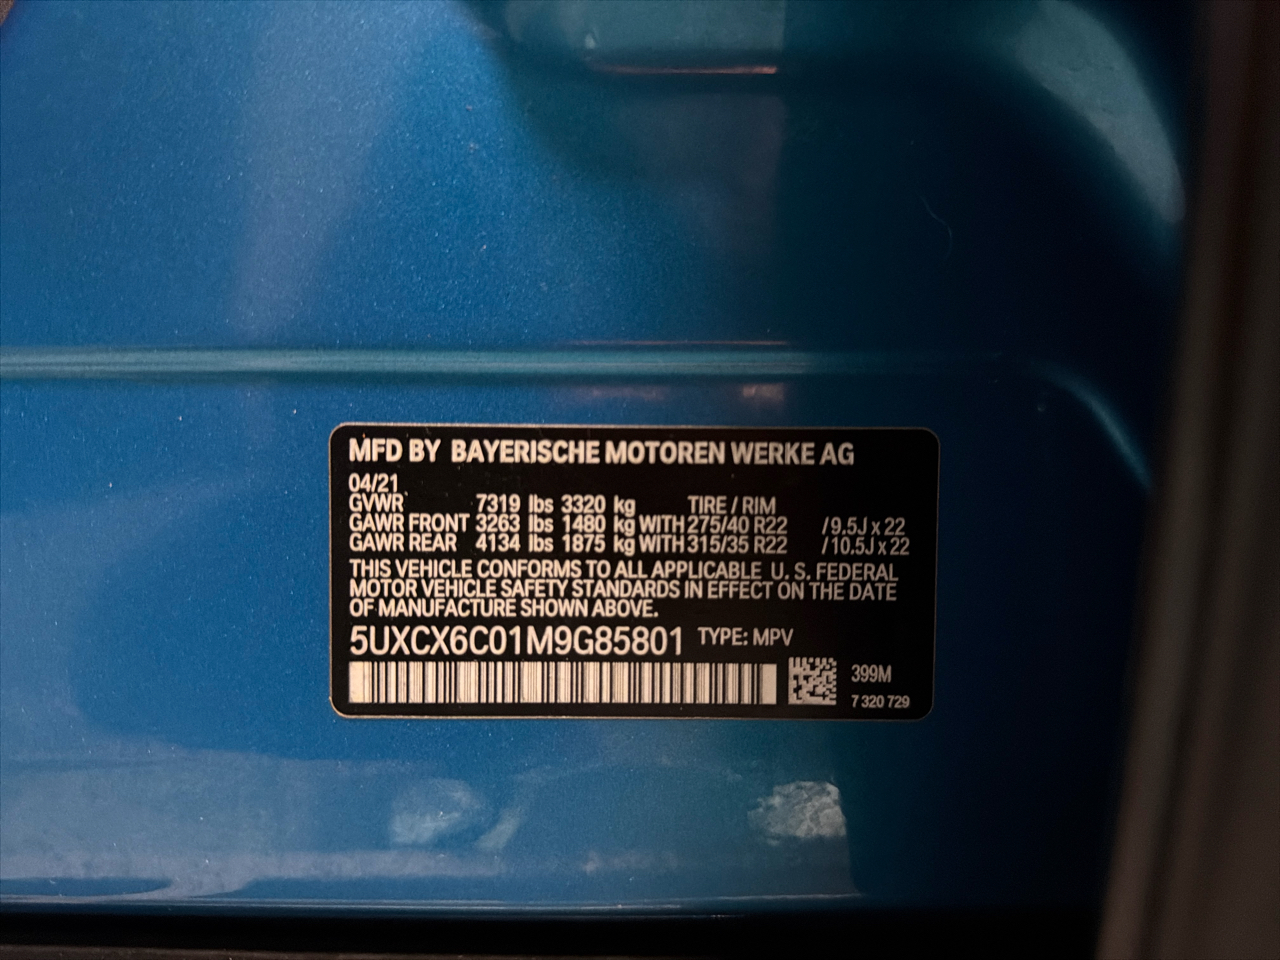 MFD BY BAYERISCHE MOTOREN WERKE AG
04/21
GVWR 7319 lbs 3320 kg TIRE / RIM
GAWR FRONT 3263 lbs 1480 kg WITH 275/40 R22 /9.5J x 22
GAWR REAR 4134 lbs 1875 kg WITH 315/35 R22 /10.5J x 22
THIS VEHICLE CONFORMS TO ALL APPLICABLE U. S. FEDERAL
MOTOR VEHICLE SAFETY STANDARDS IN EFFECT ON THE DATE
OF MANUFACTURE SHOWN ABOVE.
5UXCX6C01M9G85801 TYPE: MPV
399M
7 320 729